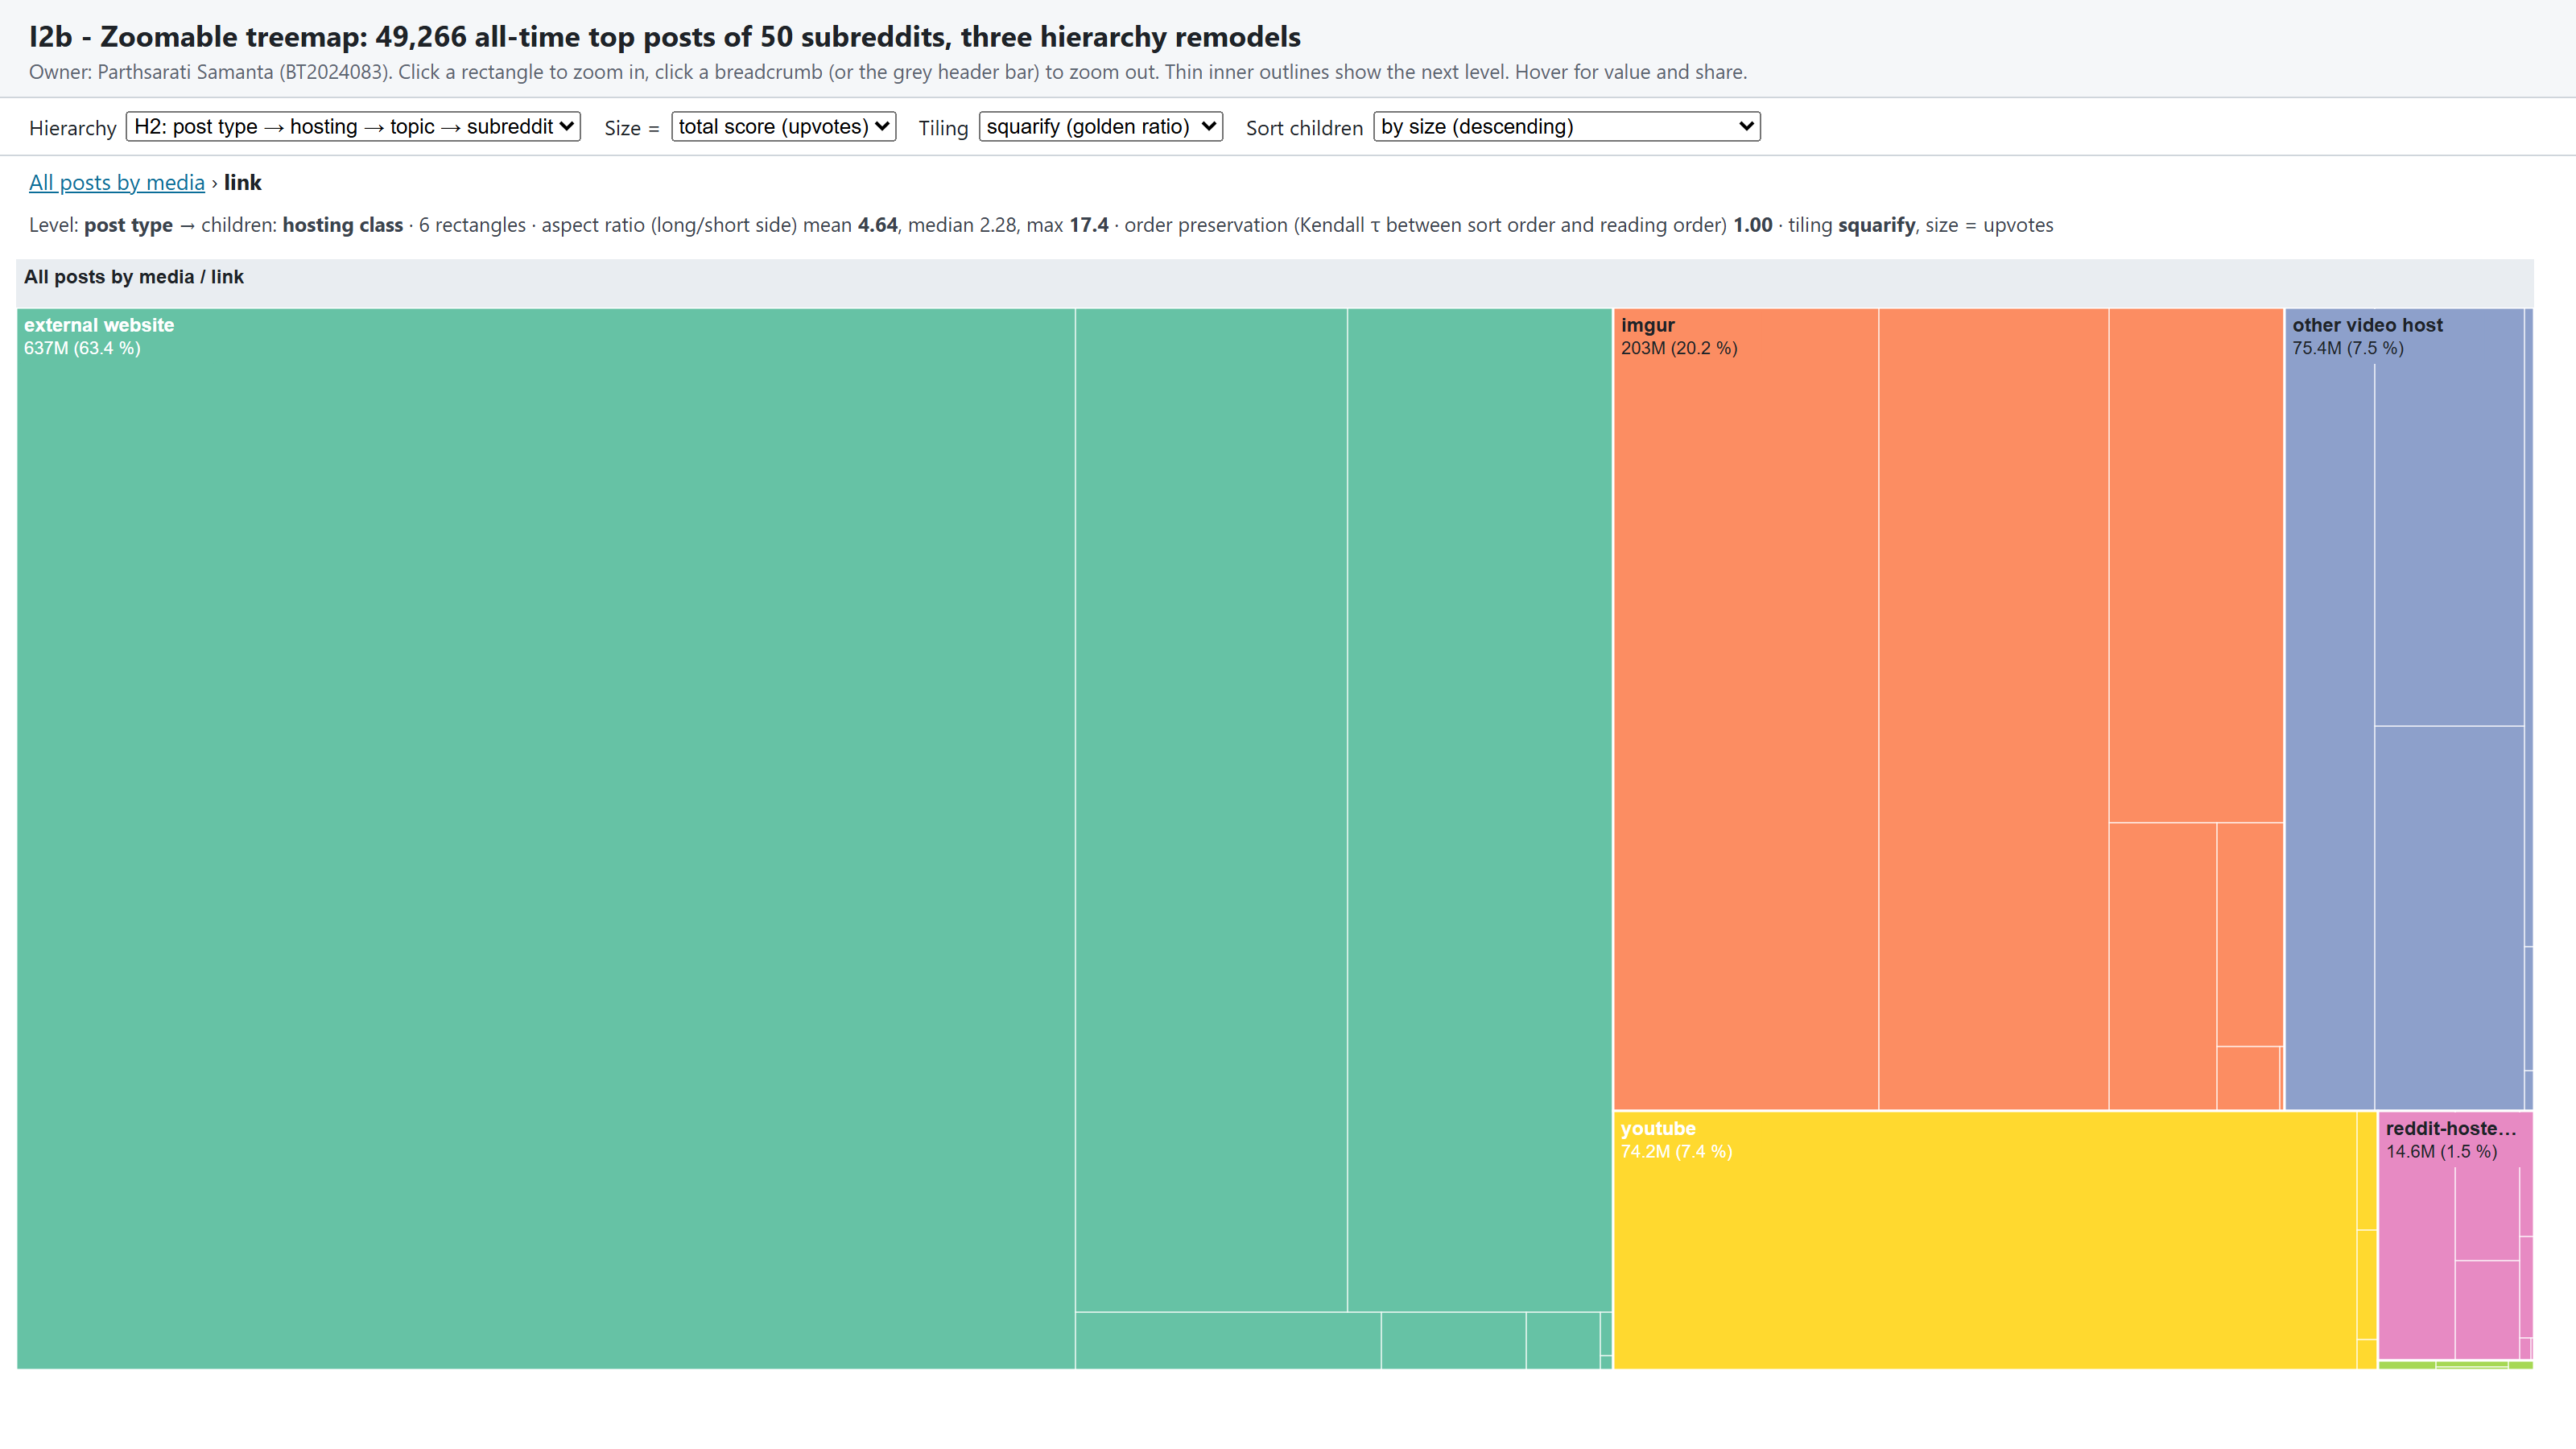 I2b - Zoomable treemap: 49,266 all-time top posts of 50 subreddits, three hierarchy remodels
Owner: Parthsarati Samanta (BT2024083). Click a rectangle to zoom in, click a breadcrumb (or the grey header bar) to zoom out. Thin inner outlines show the next level. Hover for value and share.
Hierarchy H2: post type → hosting → topic → subreddit Size = total score (upvotes) Tiling squarify (golden ratio) Sort children by size (descending)
All posts by media › link
Level: post type → children: hosting class · 6 rectangles · aspect ratio (long/short side) mean 4.64, median 2.28, max 17.4 · order preservation (Kendall τ between sort order and reading order) 1.00 · tiling squarify, size = upvotes
All posts by media / link
external website
637M (63.4 %)
imgur
203M (20.2 %)
other video host
75.4M (7.5 %)
youtube
74.2M (7.4 %)
reddit-hoste…
14.6M (1.5 %)